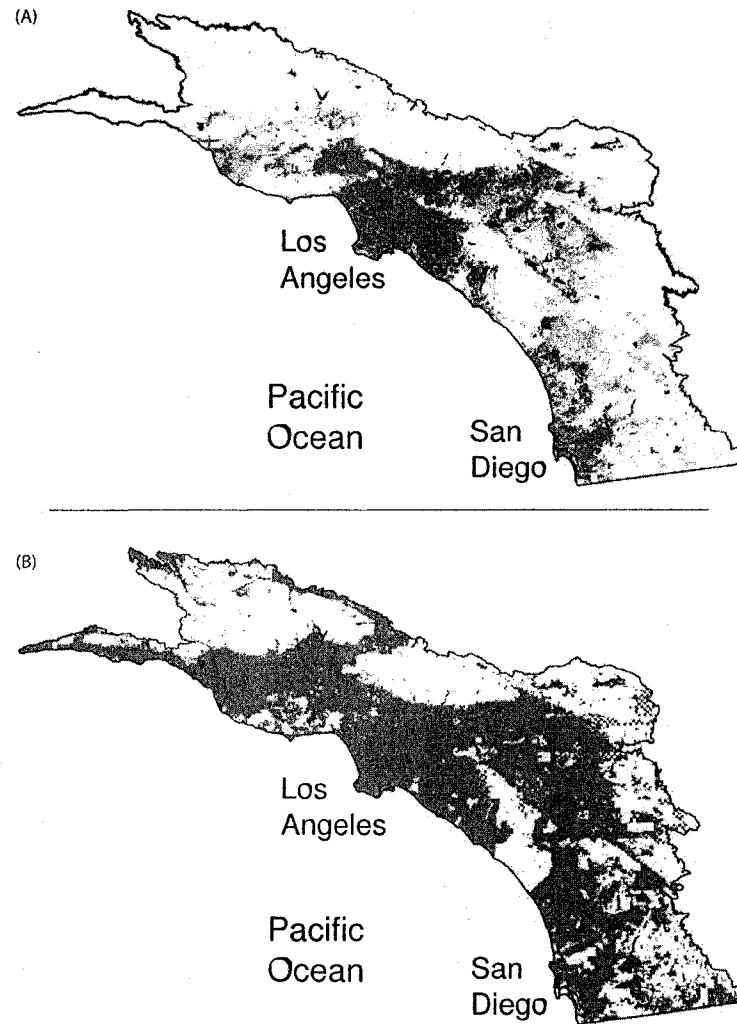 (A)
Los
Angeles
Pacific
Ocean
San
Diego
(B)
Los
Angeles
Pacific
Ocean
San
Diego